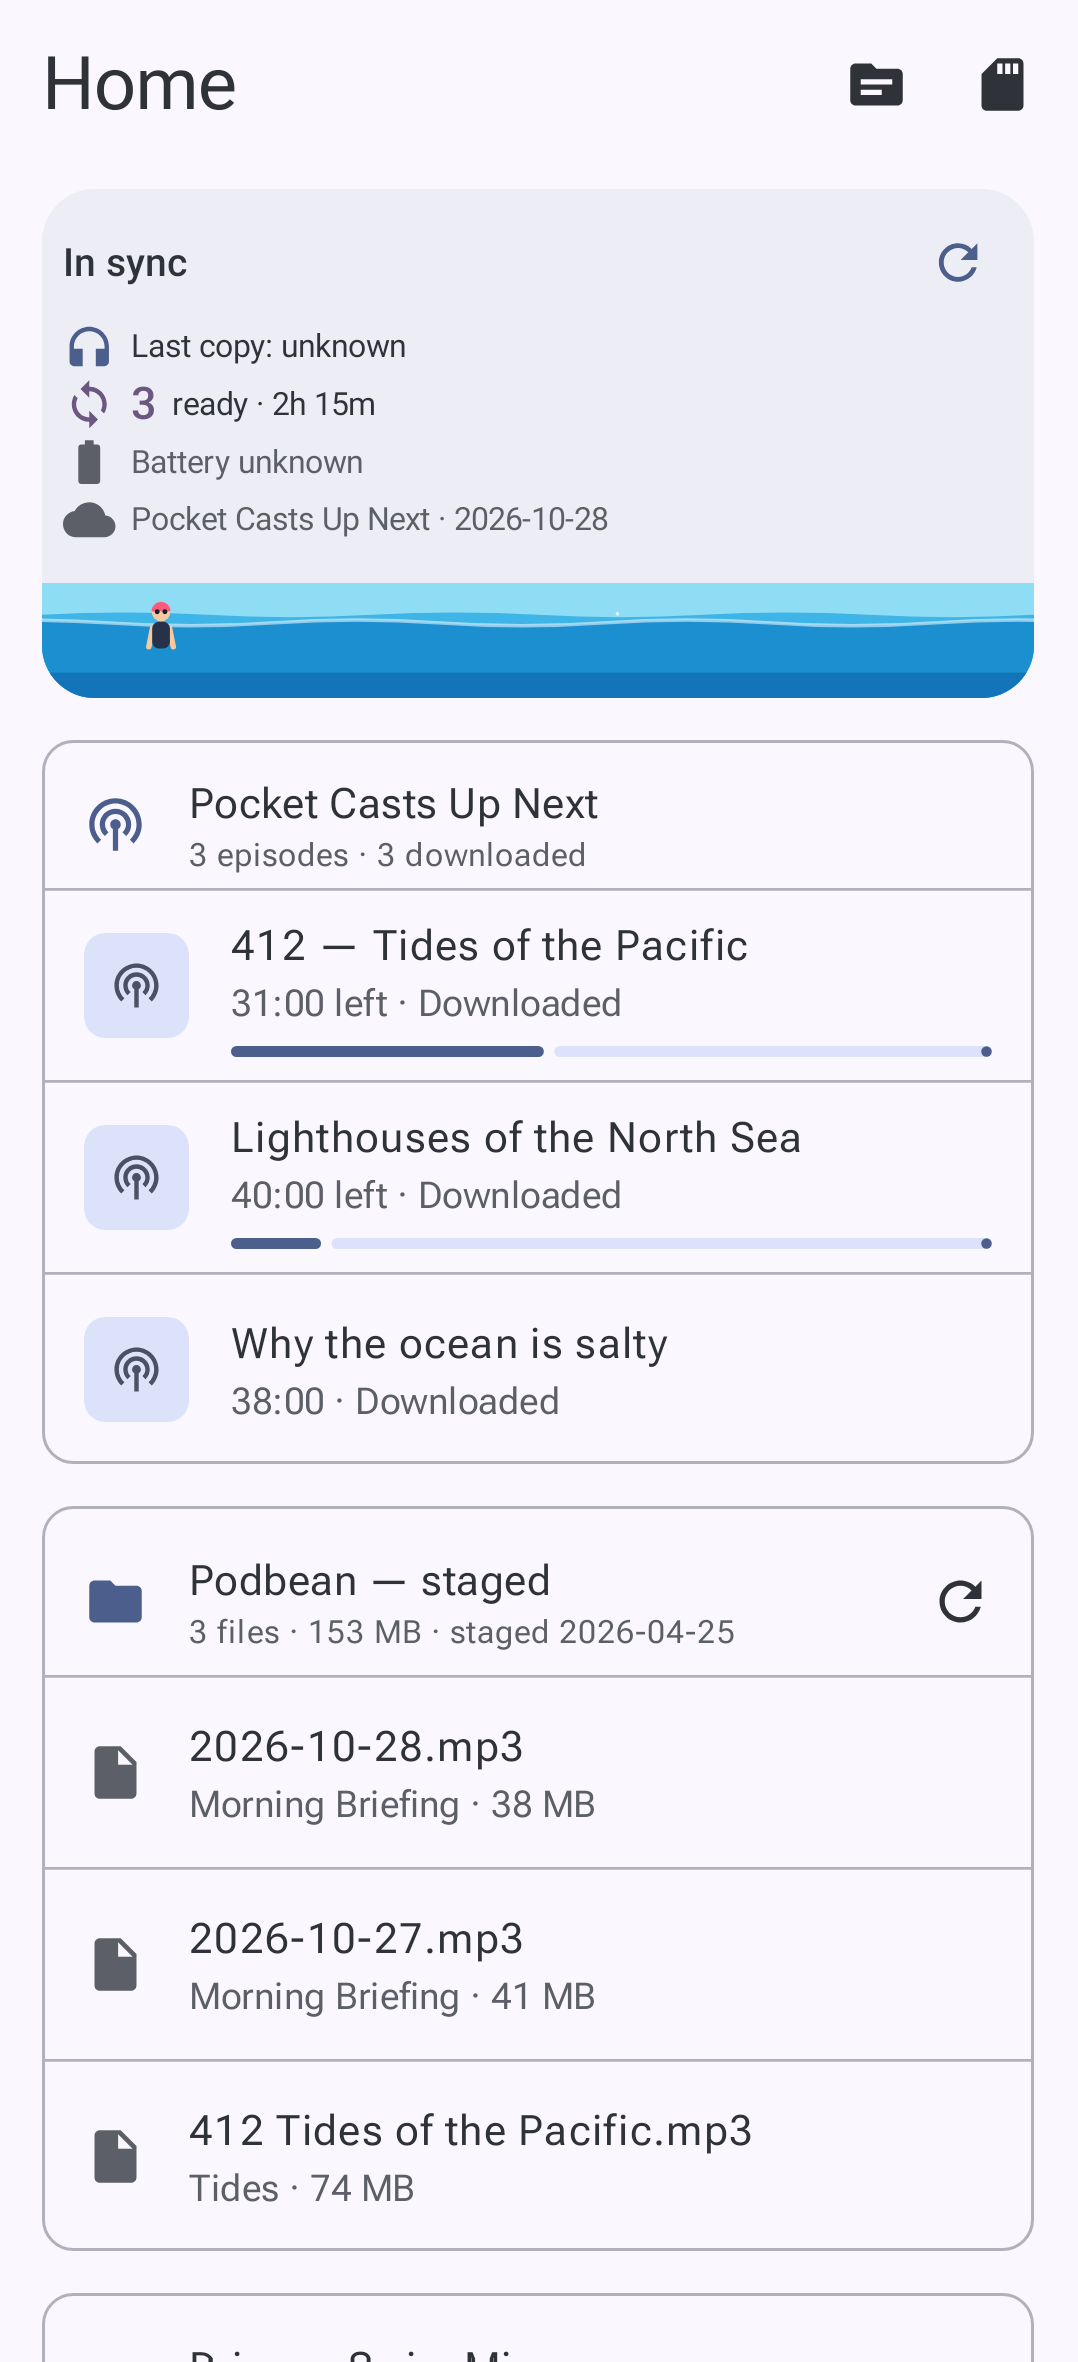 Home
In sync
Last copy: unknown
3 ready · 2h 15m
Battery unknown
Pocket Casts Up Next · 2026-10-28
Pocket Casts Up Next
3 episodes · 3 downloaded
412 — Tides of the Pacific
31:00 left · Downloaded
Lighthouses of the North Sea
40:00 left · Downloaded
Why the ocean is salty
38:00 · Downloaded
Podbean — staged
3 files · 153 MB · staged 2026-04-25
2026-10-28.mp3
Morning Briefing · 38 MB
2026-10-27.mp3
Morning Briefing · 41 MB
412 Tides of the Pacific.mp3
Tides · 74 MB